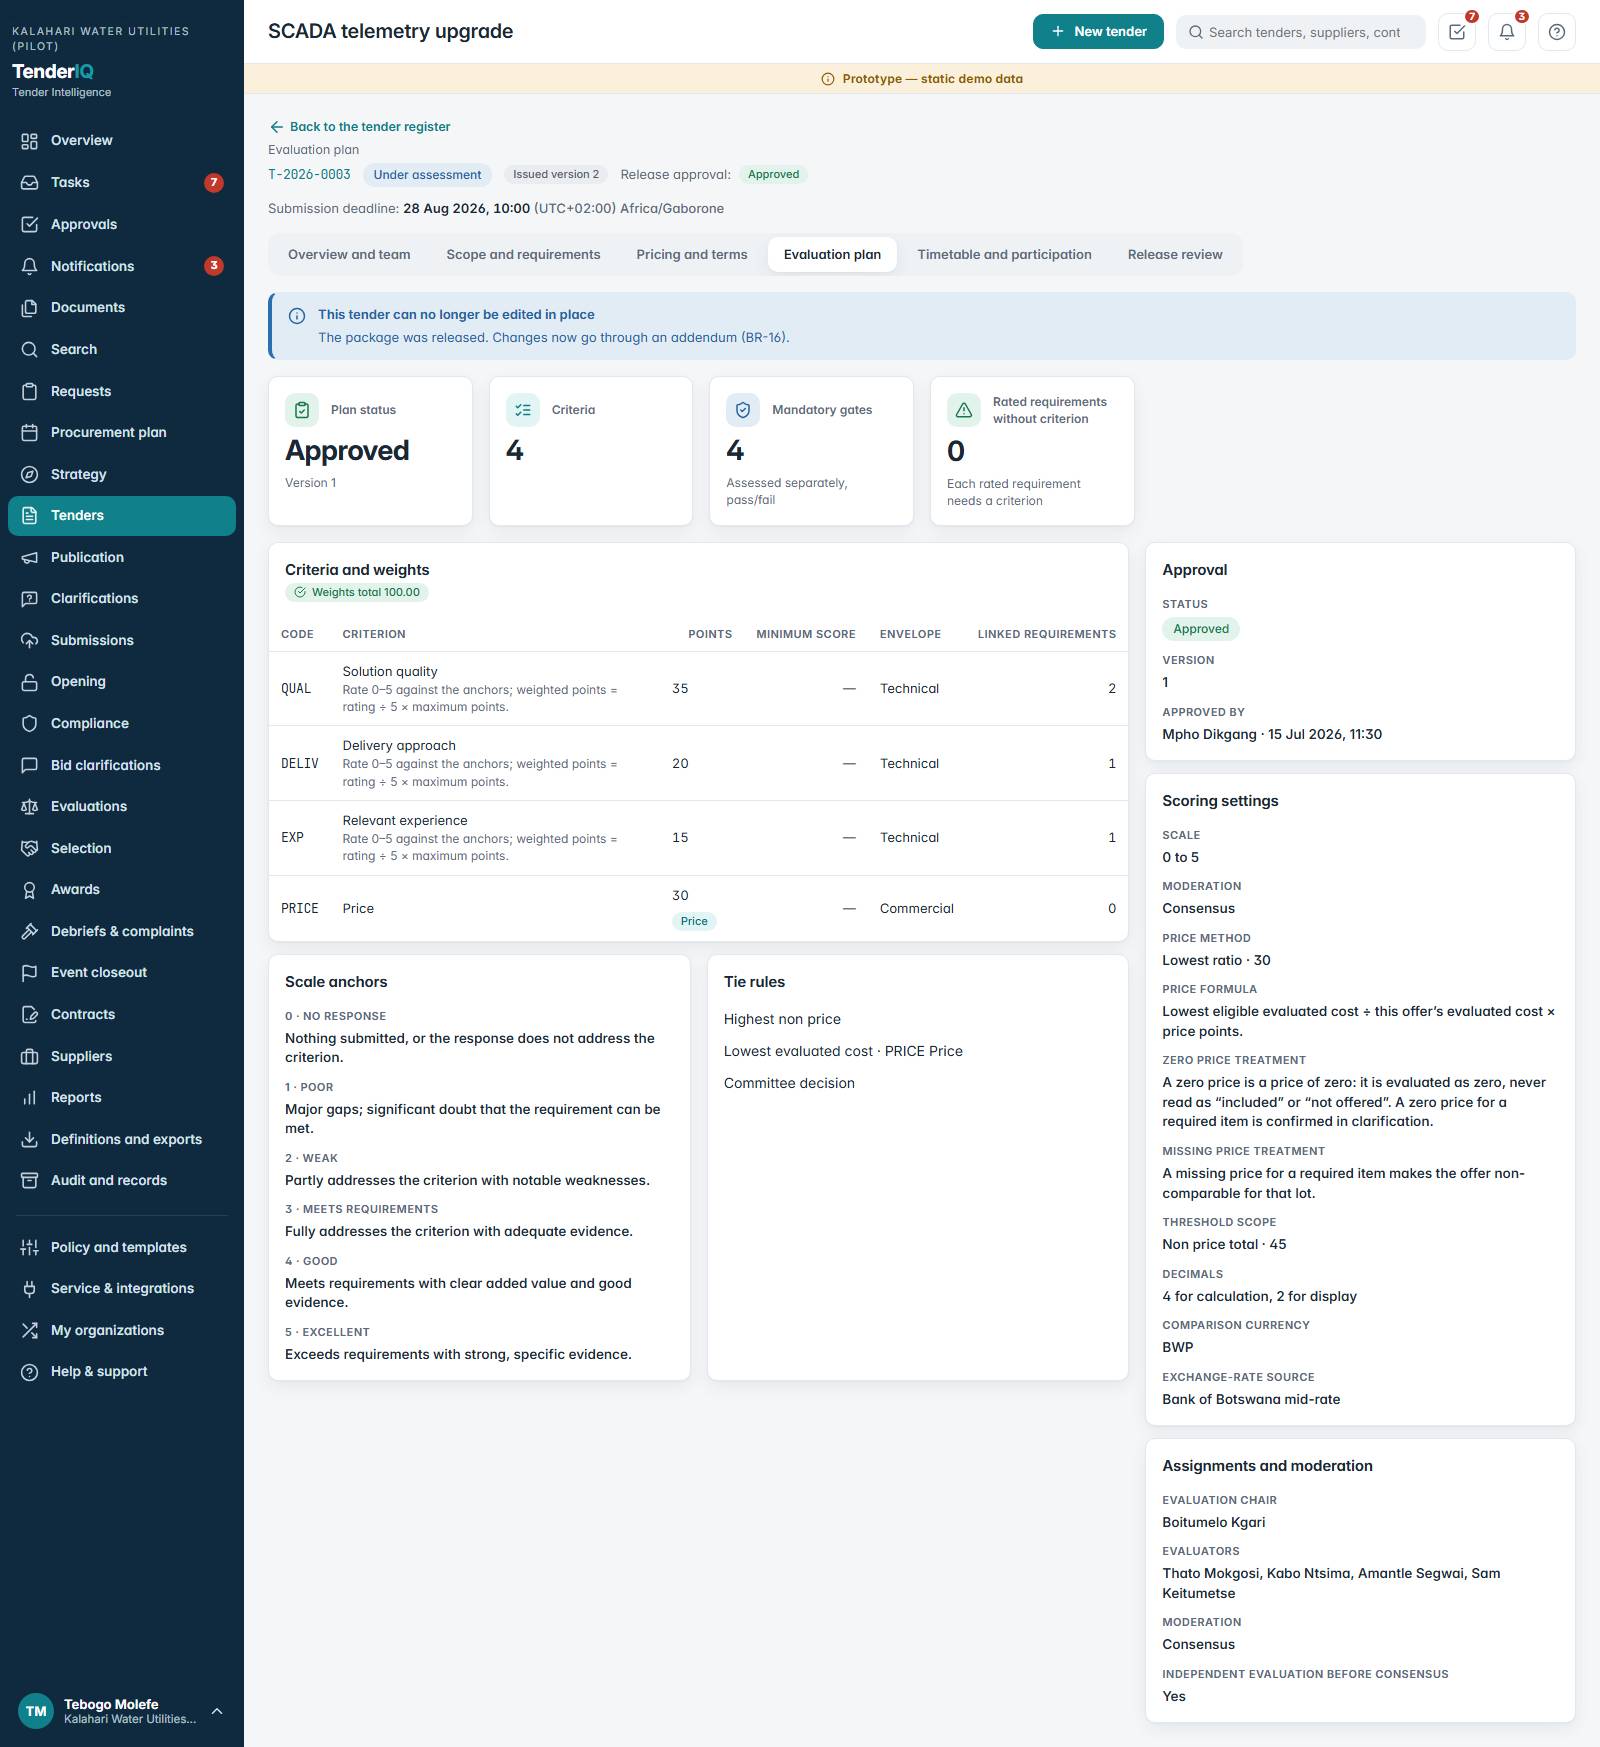 KALAHARI WATER UTILITIES
(PILOT)
TenderIQ
Tender Intelligence
Overview
Tasks 7
Approvals
Notifications 3
Documents
Search
Requests
Procurement plan
Strategy
Tenders
Publication
Clarifications
Submissions
Opening
Compliance
Bid clarifications
Evaluations
Selection
Awards
Debriefs & complaints
Event closeout
Contracts
Suppliers
Reports
Definitions and exports
Audit and records
Policy and templates
Service & integrations
My organizations
Help & support
TM
Tebogo Molefe
Kalahari Water Utilities...
SCADA telemetry upgrade
New tender
Search tenders, suppliers, cont
7
3
Prototype — static demo data
Back to the tender register
Evaluation plan
T-2026-0003 Under assessment Issued version 2 Release approval: Approved
Submission deadline: 28 Aug 2026, 10:00 (UTC+02:00) Africa/Gaborone
Overview and team Scope and requirements Pricing and terms Evaluation plan Timetable and participation Release review
This tender can no longer be edited in place
The package was released. Changes now go through an addendum (BR-16).
Plan status
Approved
Version 1
Criteria
4
Mandatory gates
4
Assessed separately,
pass/fail
Rated requirements
without criterion
0
Each rated requirement
needs a criterion
Criteria and weights
Weights total 100.00
CODE CRITERION POINTS MINIMUM SCORE ENVELOPE LINKED REQUIREMENTS
QUAL Solution quality 35 — Technical 2
Rate 0–5 against the anchors; weighted points =
rating ÷ 5 × maximum points.
DELIV Delivery approach 20 — Technical 1
Rate 0–5 against the anchors; weighted points =
rating ÷ 5 × maximum points.
EXP Relevant experience 15 — Technical 1
Rate 0–5 against the anchors; weighted points =
rating ÷ 5 × maximum points.
PRICE Price 30 — Commercial 0
Price
Scale anchors
0 · NO RESPONSE
Nothing submitted, or the response does not address the
criterion.
1 · POOR
Major gaps; significant doubt that the requirement can be
met.
2 · WEAK
Partly addresses the criterion with notable weaknesses.
3 · MEETS REQUIREMENTS
Fully addresses the criterion with adequate evidence.
4 · GOOD
Meets requirements with clear added value and good
evidence.
5 · EXCELLENT
Exceeds requirements with strong, specific evidence.
Tie rules
Highest non price
Lowest evaluated cost · PRICE Price
Committee decision
Approval
STATUS
Approved
VERSION
1
APPROVED BY
Mpho Dikgang · 15 Jul 2026, 11:30
Scoring settings
SCALE
0 to 5
MODERATION
Consensus
PRICE METHOD
Lowest ratio · 30
PRICE FORMULA
Lowest eligible evaluated cost ÷ this offer’s evaluated cost ×
price points.
ZERO PRICE TREATMENT
A zero price is a price of zero: it is evaluated as zero, never
read as “included” or “not offered”. A zero price for a
required item is confirmed in clarification.
MISSING PRICE TREATMENT
A missing price for a required item makes the offer non-
comparable for that lot.
THRESHOLD SCOPE
Non price total · 45
DECIMALS
4 for calculation, 2 for display
COMPARISON CURRENCY
BWP
EXCHANGE-RATE SOURCE
Bank of Botswana mid-rate
Assignments and moderation
EVALUATION CHAIR
Boitumelo Kgari
EVALUATORS
Thato Mokgosi, Kabo Ntsima, Amantle Segwai, Sam
Keitumetse
MODERATION
Consensus
INDEPENDENT EVALUATION BEFORE CONSENSUS
Yes